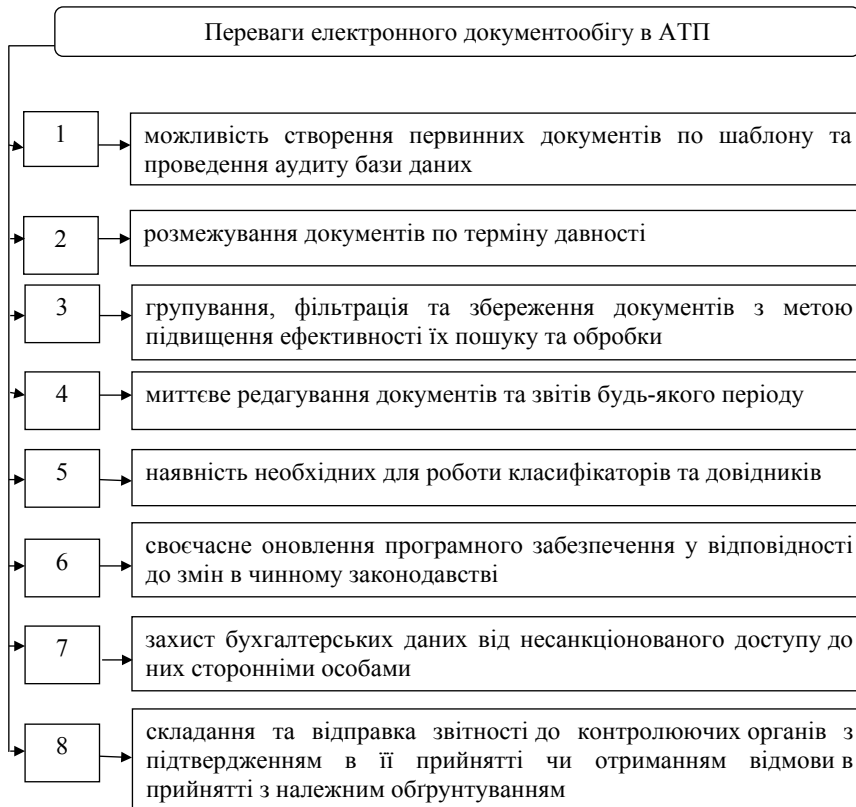 Переваги електронного документообігу в АТП
1
можливість створення первинних документів по шаблону та
проведення аудиту бази даних
2
розмежування документів по терміну давності
3
групування, фільтрація та збереження документів з метою
підвищення ефективності їх пошуку та обробки
4
миттєве редагування документів та звітів будь-якого періоду
5
наявність необхідних для роботи класифікаторів та довідників
6
своєчасне оновлення програмного забезпечення у відповідності
до змін в чинному законодавстві
7
захист бухгалтерських даних від несанкціонованого доступу до
них сторонніми особами
8
складання та відправка звітності до контролюючих органів з
підтвердженням в її прийнятті чи отриманням відмови в
прийнятті з належним обґрунтуванням